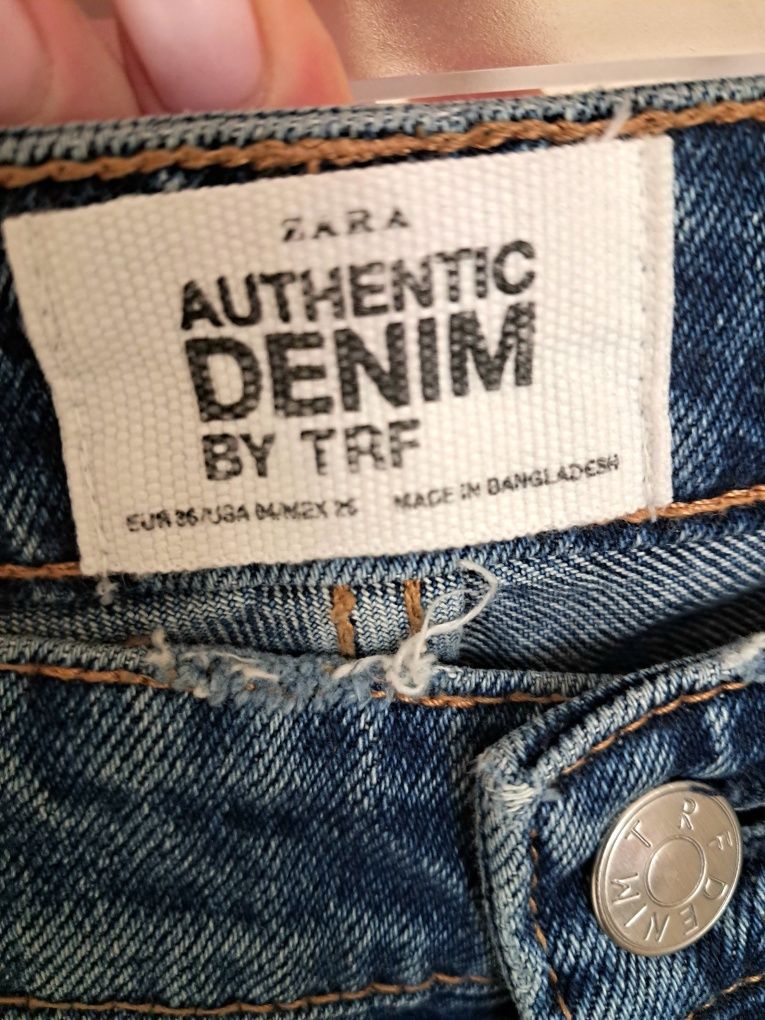 ZARA
AUTHENTIC
DENIM
BY TRF
EUR 36/USA 04/MEX 26 MADE IN BANGLADESH
TRF DENIM